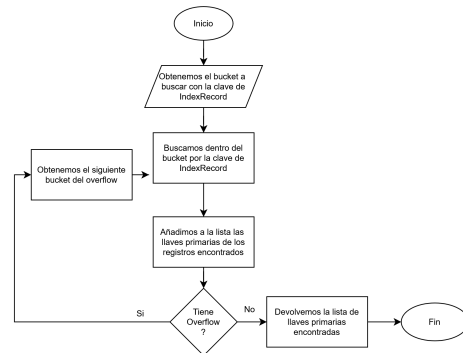 Inicio
Obtenemos el bucket a
buscar con la clave de
IndexRecord
Buscamos dentro del
bucket por la clave de
IndexRecord
Obtenemos el siguiente
bucket del overflow
Añadimos a la lista las
llaves primarias de los
registros encontrados
Tiene
Overflow
?
Si
No
Devolvemos la lista de
llaves primarias
encontradas
Fin